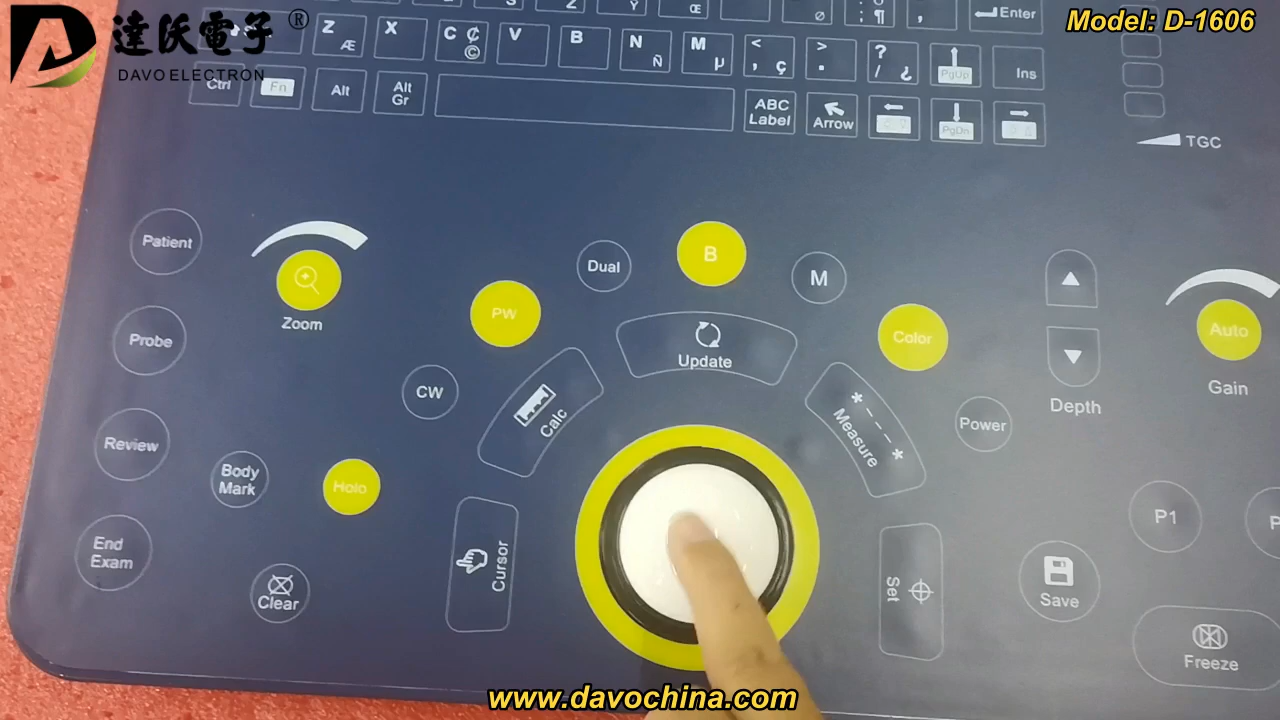 達沃電子 ®
DAVO ELECTRON
Model: D-1606
Enter
Z Æ X C ₵ © V B N Ñ M µ < , ç > . ? / ¿ PgUp Ins
Ctrl Fn Alt Alt Gr ABC Label Arrow PgDn
TGC
Patient Dual B M
Zoom PW Color Auto
Probe Update Gain
CW Calc Measure Power Depth
Review Body Mark Holo
P1
End Exam Clear Cursor Set Save
Freeze
www.davochina.com